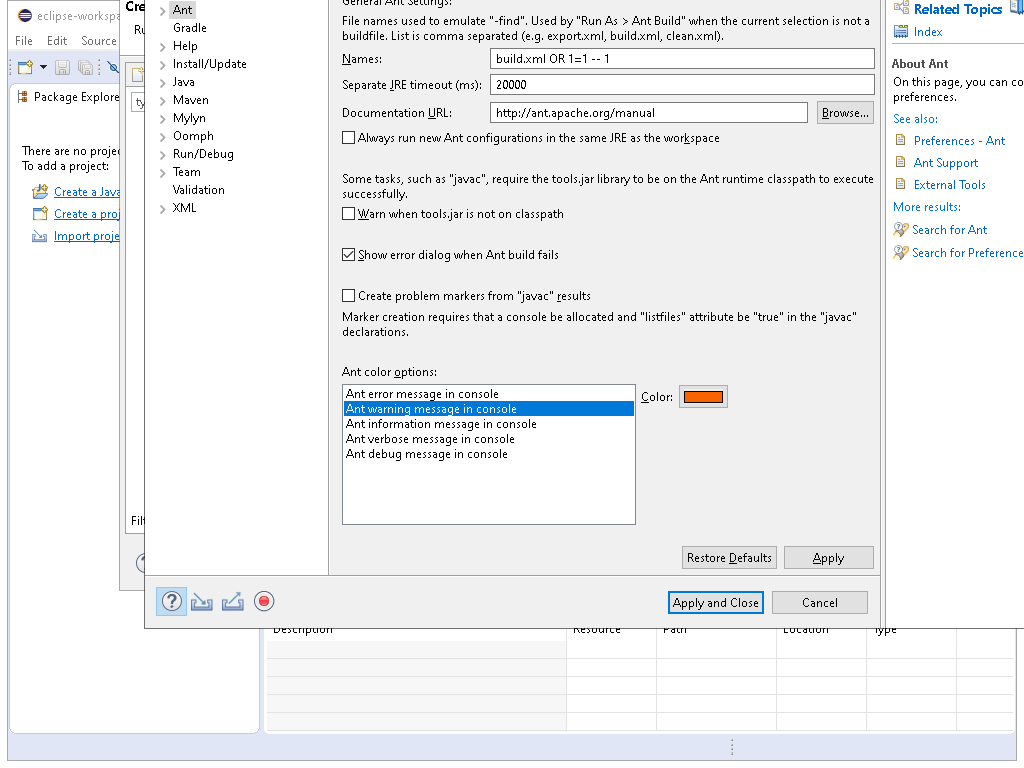 eclipse-workspa
File Edit Source
Package Explore
There are no proje
To add a project:
Create a Java
Create a proj
Import proje
Cre
Ru
ty
Filt
Ant
Gradle
Help
Install/Update
Java
Maven
Mylyn
Oomph
Run/Debug
Team
Validation
XML
General Ant Settings:
File names used to emulate "-find". Used by "Run As > Ant Build" when the current selection is not a
buildfile. List is comma separated (e.g. export.xml, build.xml, clean.xml).
Names: build.xml OR 1=1 -- 1
Separate JRE timeout (ms): 20000
Documentation URL: http://ant.apache.org/manual Browse...
Always run new Ant configurations in the same JRE as the workspace
Some tasks, such as "javac", require the tools.jar library to be on the Ant runtime classpath to execute
successfully.
Warn when tools.jar is not on classpath
Show error dialog when Ant build fails
Create problem markers from "javac" results
Marker creation requires that a console be allocated and "listfiles" attribute be "true" in the "javac"
declarations.
Ant color options:
Ant error message in console
Ant warning message in console
Ant information message in console
Ant verbose message in console
Ant debug message in console
Color:
Restore Defaults Apply
Apply and Close Cancel
Related Topics
Index
About Ant
On this page, you can co
preferences.
See also:
Preferences - Ant
Ant Support
External Tools
More results:
Search for Ant
Search for Preference
Description Resource Path Location Type